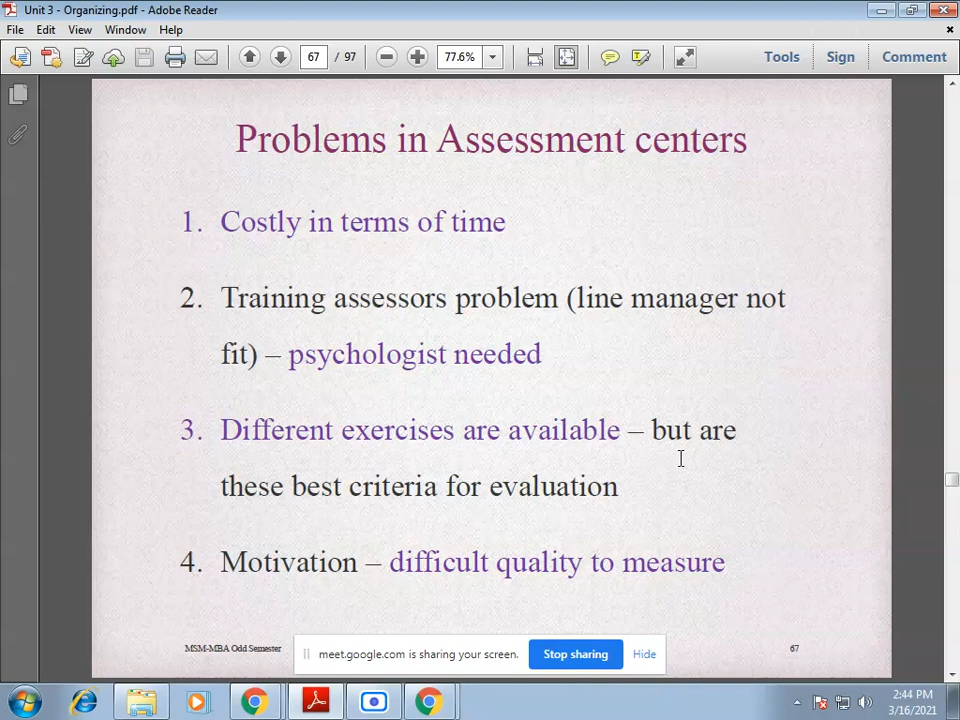 Unit 3 - Organizing.pdf - Adobe Reader
File Edit View Window Help
67 / 97 77.6% Tools Sign Comment
Problems in Assessment centers
1. Costly in terms of time
2. Training assessors problem (line manager not
fit) – psychologist needed
3. Different exercises are available – but are
these best criteria for evaluation
4. Motivation – difficult quality to measure
MSM-MBA Odd Semester
67
meet.google.com is sharing your screen. Stop sharing Hide
2:44 PM
3/16/2021